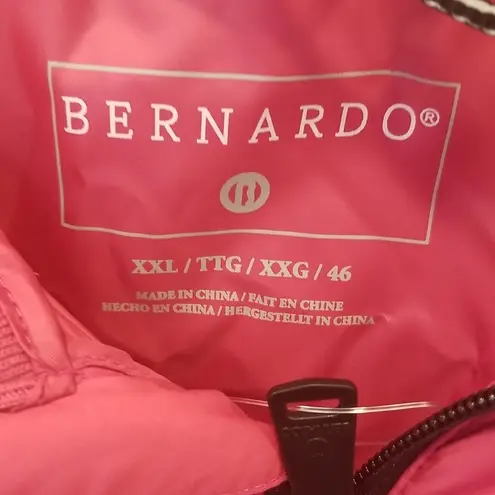 BERNARDO®
B
XXL / TTG / XXG / 46
MADE IN CHINA / FAIT EN CHINE
HECHO EN CHINA / HERGESTELLT IN CHINA